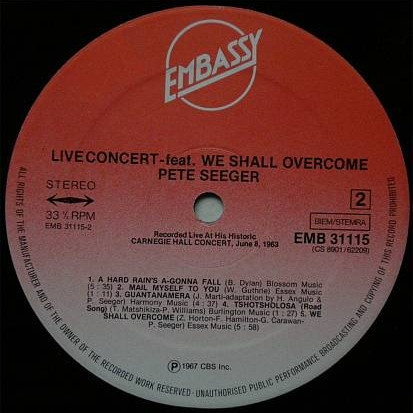 EMBASSY
LIVE CONCERT-feat. WE SHALL OVERCOME
PETE SEEGER
STEREO
33 ⅓ RPM
EMB 31115-2
2
BIEM/STEMRA
EMB 31115
(CS 8901/62209)
Recorded Live At His Historic
CARNEGIE HALL CONCERT, June 8, 1963
1. A HARD RAIN'S A-GONNA FALL (B. Dylan) Blossom Music
(5 : 35) 2. MAIL MYSELF TO YOU (W. Guthrie) Essex Music
(1 : 11) 3. GUANTANAMERA (J. Marti-adaptation by H. Angulo &
P. Seeger) Harmony Music (4 : 37) 4. TSHOTSHOLOSA (Road
Song) (T. Matshikiza-P. Williams) Burlington Music (1 : 21) 5. WE
SHALL OVERCOME (Z. Horton-F. Hamilton-G. Carawan-
P. Seeger) Essex Music (5 : 58)
Ⓟ 1967 CBS Inc.
ALL RIGHTS OF THE MANUFACTURER AND OF THE OWNER OF THE RECORDED WORK RESERVED - UNAUTHORISED PUBLIC PERFORMANCE BROADCASTING AND COPYING OF THIS RECORD PROHIBITED